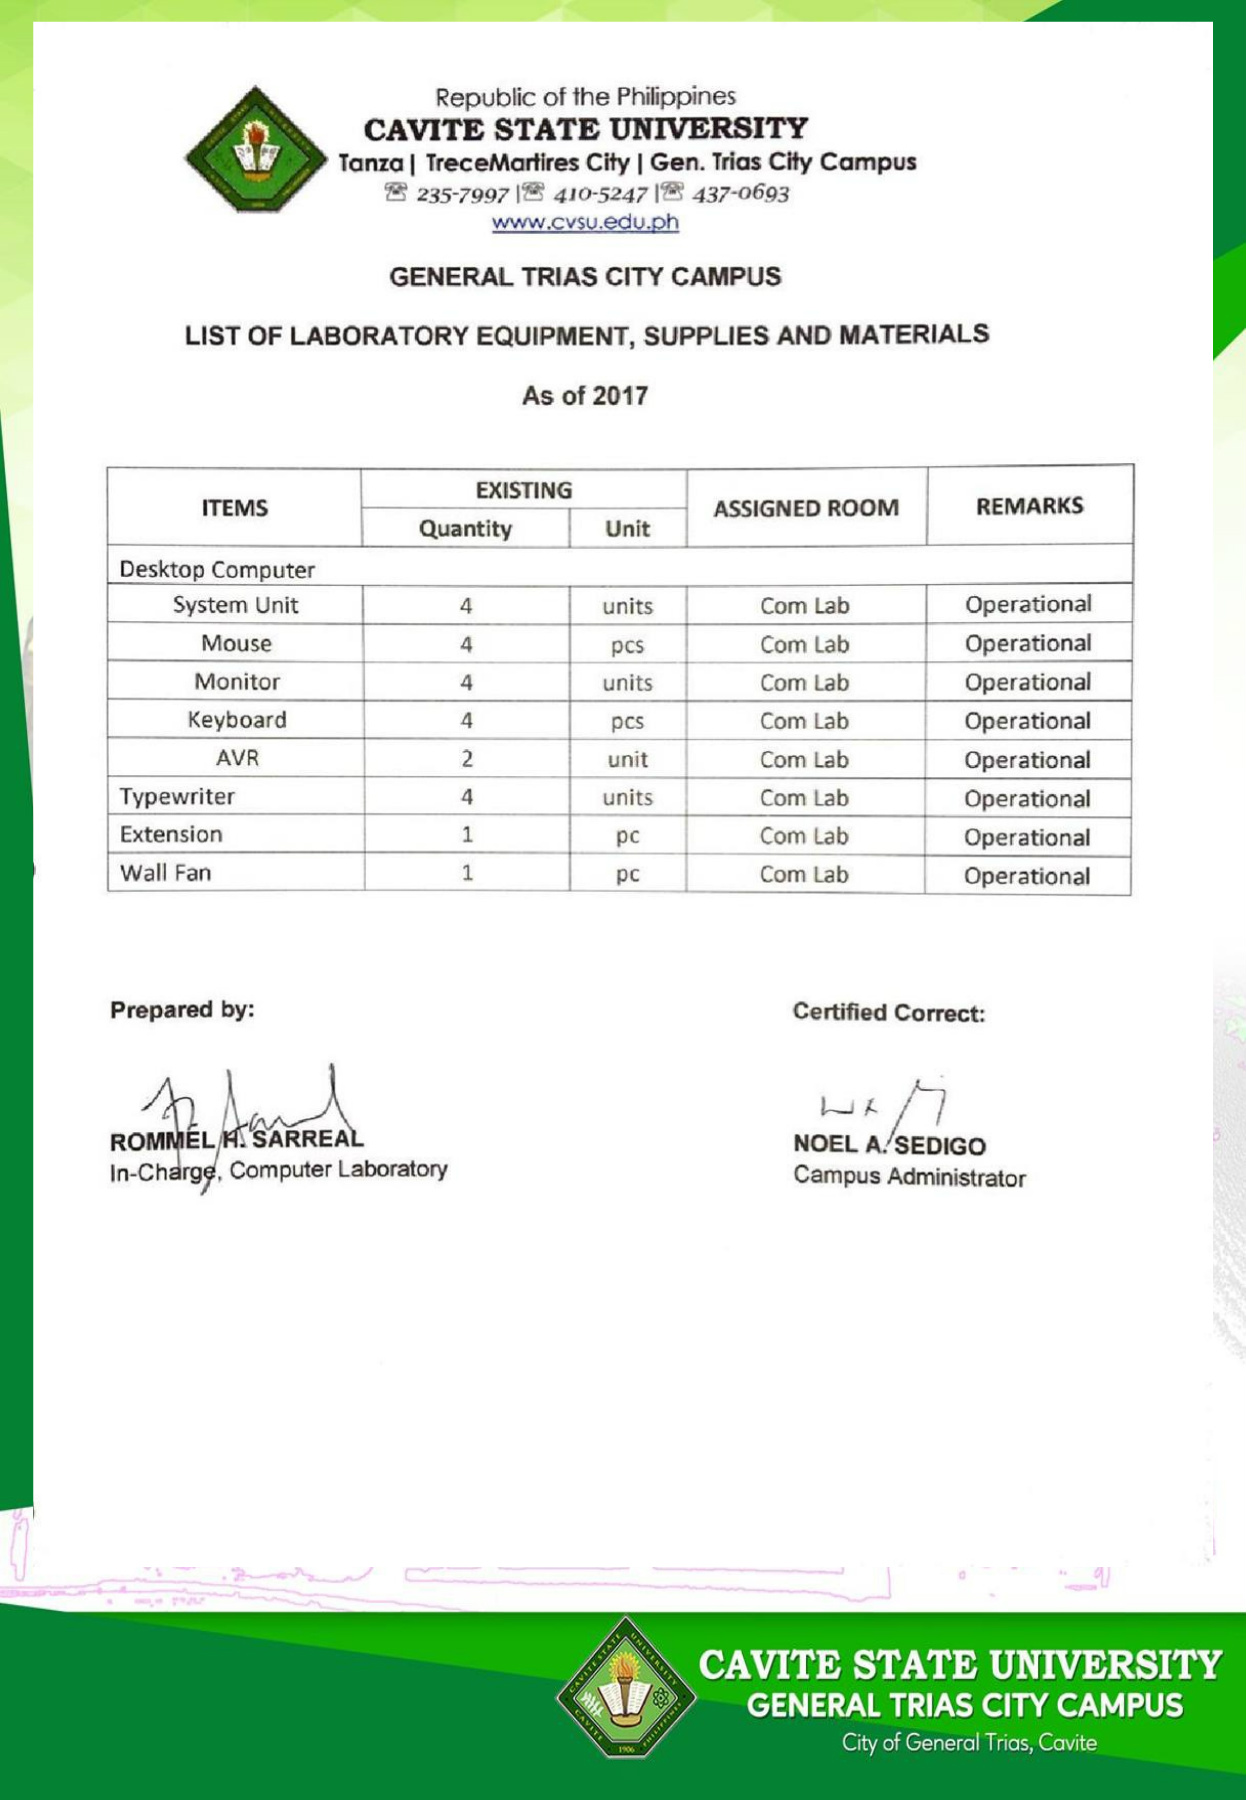 Republic of the Philippines
CAVITE STATE UNIVERSITY
Tanza | TreceMartires City | Gen. Trias City Campus
☏ 235-7997 |☏ 410-5247 |☏ 437-0693
www.cvsu.edu.ph
GENERAL TRIAS CITY CAMPUS
LIST OF LABORATORY EQUIPMENT, SUPPLIES AND MATERIALS
As of 2017
ITEMS EXISTING ASSIGNED ROOM REMARKS
Quantity Unit
Desktop Computer
System Unit 4 units Com Lab Operational
Mouse 4 pcs Com Lab Operational
Monitor 4 units Com Lab Operational
Keyboard 4 pcs Com Lab Operational
AVR 2 unit Com Lab Operational
Typewriter 4 units Com Lab Operational
Extension 1 pc Com Lab Operational
Wall Fan 1 pc Com Lab Operational
Prepared by: Certified Correct:
ROMMEL H. SARREAL NOEL A. SEDIGO
In-Charge, Computer Laboratory Campus Administrator
CAVITE STATE UNIVERSITY
CAVITE PHILIPPINES
1906
CAVITE STATE UNIVERSITY
GENERAL TRIAS CITY CAMPUS
City of General Trias, Cavite